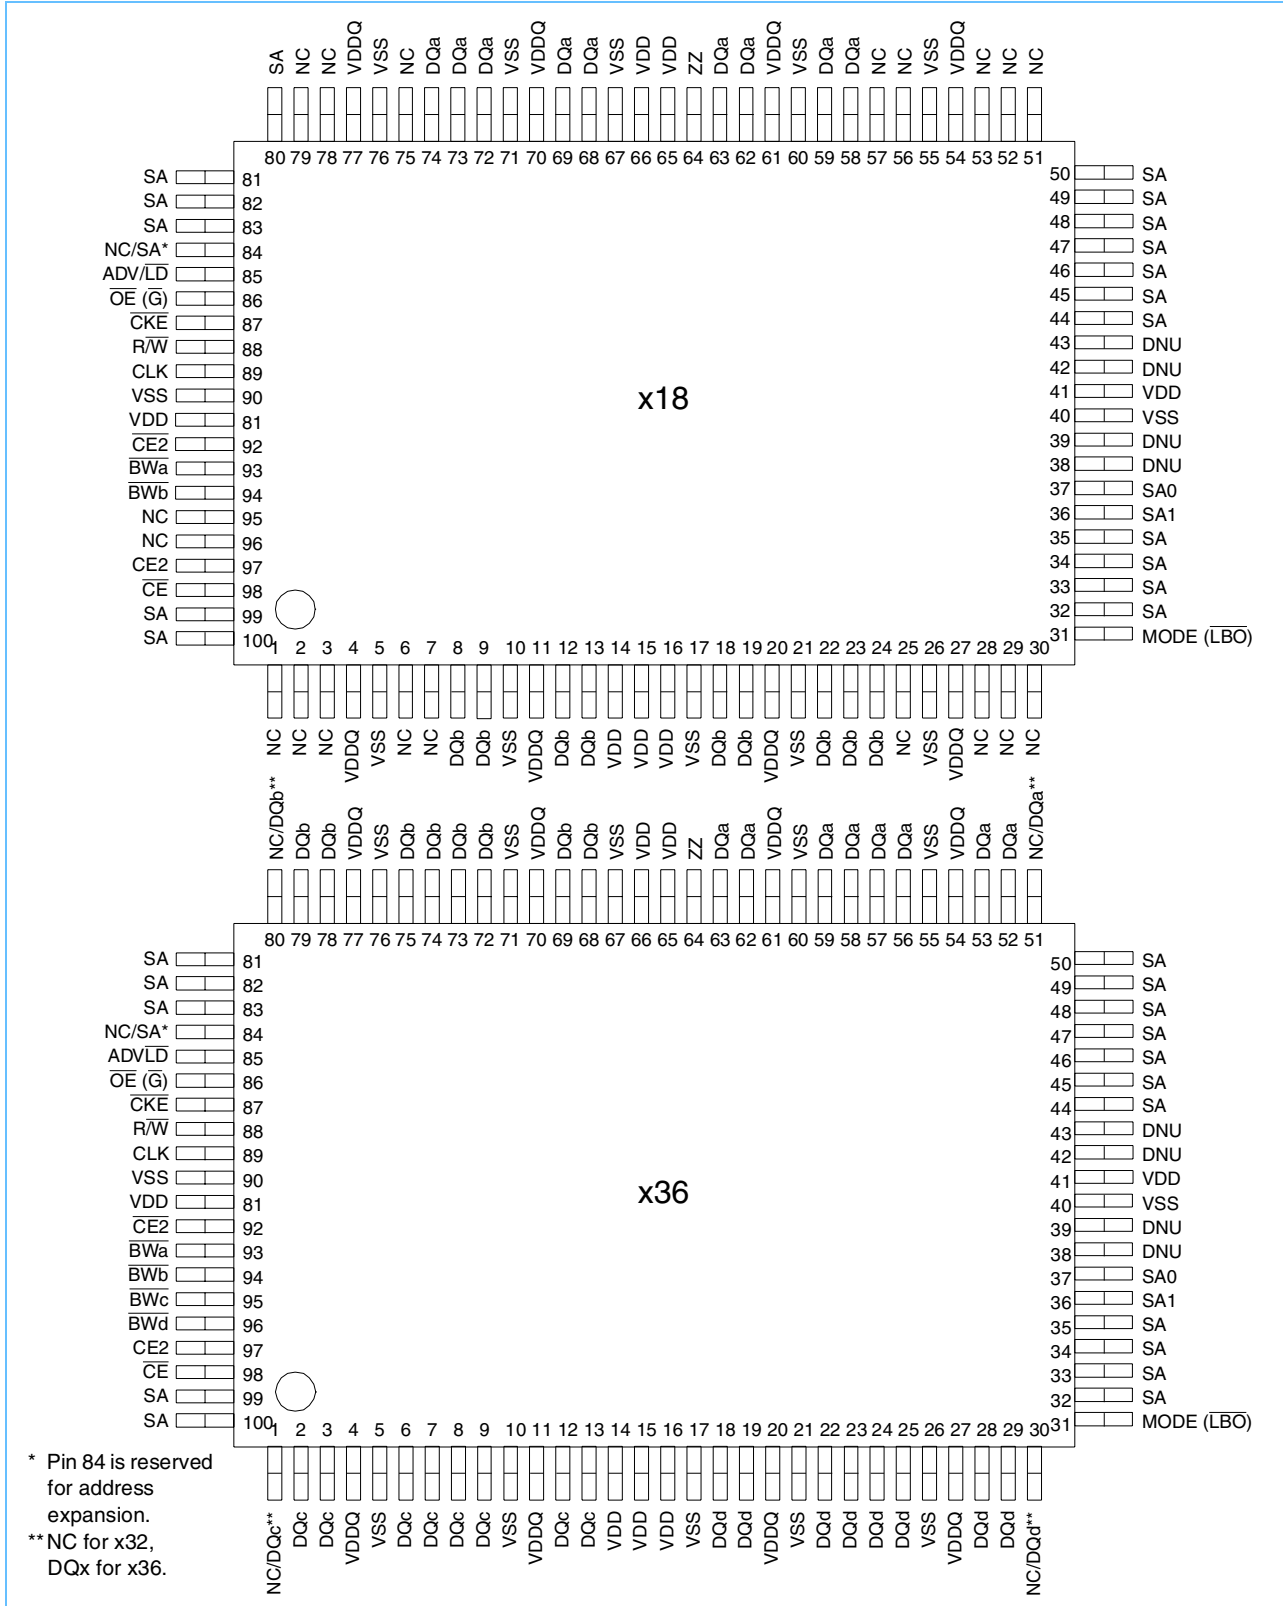 SA NC NC VDDQ VSS NC DQa DQa DQa VSS VDDQ DQa DQa VSS VDD VDD ZZ DQa DQa VDDQ VSS DQa DQa NC NC VSS VDDQ NC NC NC
80 79 78 77 76 75 74 73 72 71 70 69 68 67 66 65 64 63 62 61 60 59 58 57 56 55 54 53 52 51
SA 81 50 SA
SA 82 49 SA
SA 83 48 SA
NC/SA* 84 47 SA
ADV/L̅D̅ 85 46 SA
O̅E̅ (G̅) 86 45 SA
C̅K̅E̅ 87 44 SA
R/W̅ 88 43 DNU
CLK 89 42 DNU
VSS 90 41 VDD
x18
VDD 81 40 VSS
C̅E̅2̅ 92 39 DNU
B̅W̅a̅ 93 38 DNU
B̅W̅b̅ 94 37 SA0
NC 95 36 SA1
NC 96 35 SA
CE2 97 34 SA
C̅E̅ 98 33 SA
SA 99 32 SA
SA 100 31 MODE (L̅B̅O̅)
1 2 3 4 5 6 7 8 9 10 11 12 13 14 15 16 17 18 19 20 21 22 23 24 25 26 27 28 29 30
NC NC NC VDDQ VSS NC NC DQb DQb VSS VDDQ DQb DQb VDD VDD VDD VSS DQb DQb VDDQ VSS DQb DQb DQb NC VSS VDDQ NC NC NC
NC/DQb** DQb DQb VDDQ VSS DQb DQb DQb DQb VSS VDDQ DQb DQb VSS VDD VDD ZZ DQa DQa VDDQ VSS DQa DQa DQa DQa VSS VDDQ DQa DQa NC/DQa**
80 79 78 77 76 75 74 73 72 71 70 69 68 67 66 65 64 63 62 61 60 59 58 57 56 55 54 53 52 51
SA 81 50 SA
SA 82 49 SA
SA 83 48 SA
NC/SA* 84 47 SA
ADVL̅D̅ 85 46 SA
O̅E̅ (G̅) 86 45 SA
C̅K̅E̅ 87 44 SA
R/W̅ 88 43 DNU
CLK 89 42 DNU
VSS 90 41 VDD
x36
VDD 81 40 VSS
C̅E̅2̅ 92 39 DNU
B̅W̅a̅ 93 38 DNU
B̅W̅b̅ 94 37 SA0
B̅W̅c̅ 95 36 SA1
B̅W̅d̅ 96 35 SA
CE2 97 34 SA
C̅E̅ 98 33 SA
SA 99 32 SA
SA 100 31 MODE (L̅B̅O̅)
1 2 3 4 5 6 7 8 9 10 11 12 13 14 15 16 17 18 19 20 21 22 23 24 25 26 27 28 29 30
NC/DQc** DQc DQc VDDQ VSS DQc DQc DQc DQc VSS VDDQ DQc DQc VDD VDD VDD VSS DQd DQd VDDQ VSS DQd DQd DQd DQd VSS VDDQ DQd DQd NC/DQd**
* Pin 84 is reserved
for address
expansion.
**NC for x32,
DQx for x36.